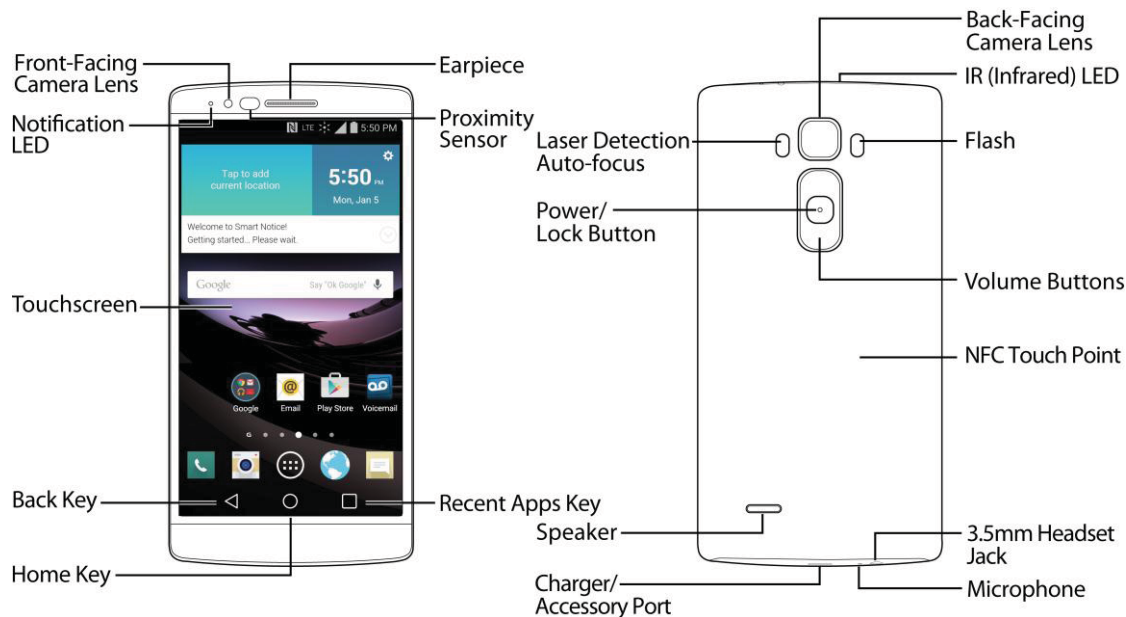 Front-Facing
Camera Lens
Notification
LED
Touchscreen
Back Key
Home Key
Earpiece
Proximity
Sensor
Recent Apps Key
LTE
5:50 PM
Tap to add
current location
5:50 PM
Mon, Jan 5
Welcome to Smart Notice!
Getting started... Please wait.
Google
Say "Ok Google"
Google
Email
Play Store
Voicemail
Laser Detection
Auto-focus
Power/
Lock Button
Speaker
Charger/
Accessory Port
Back-Facing
Camera Lens
IR (Infrared) LED
Flash
Volume Buttons
NFC Touch Point
3.5mm Headset
Jack
Microphone